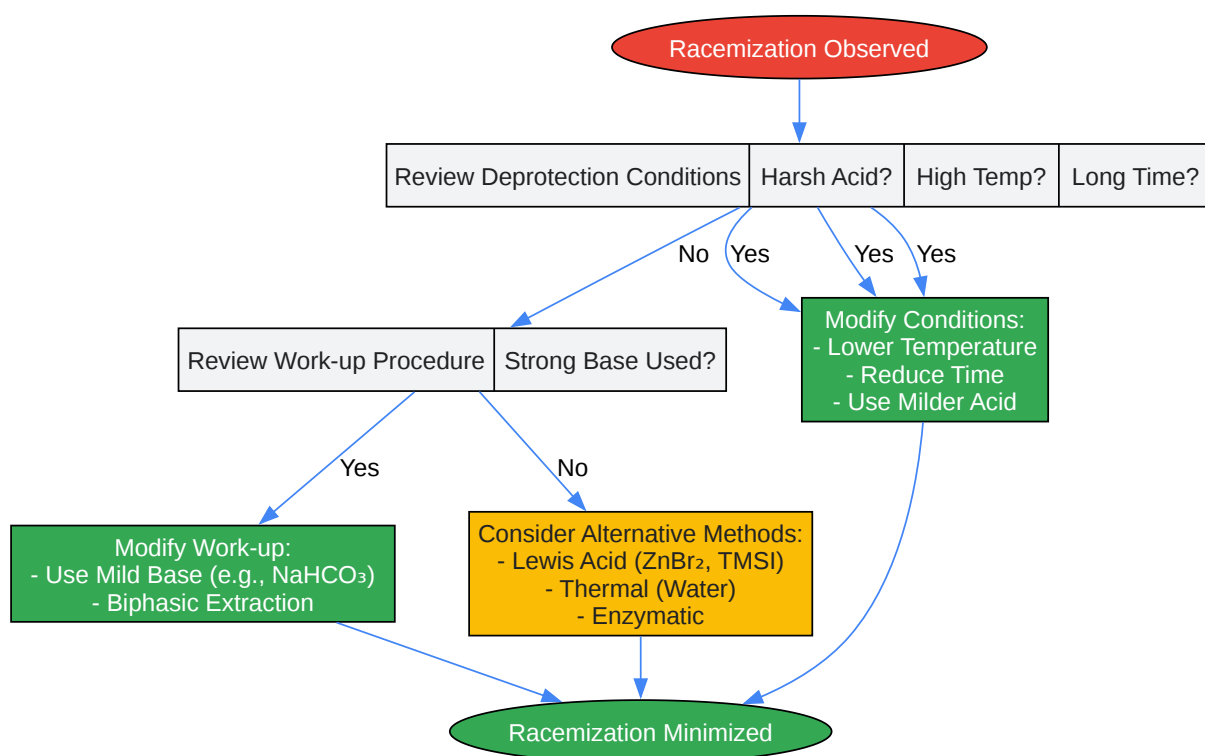 Racemization Observed
Review Deprotection Conditions
Harsh Acid?
High Temp?
Long Time?
No
Yes
Yes
Yes
Modify Conditions:
- Lower Temperature
- Reduce Time
- Use Milder Acid
Review Work-up Procedure
Strong Base Used?
Yes
No
Modify Work-up:
- Use Mild Base (e.g., NaHCO₃)
- Biphasic Extraction
Consider Alternative Methods:
- Lewis Acid (ZnBr₂, TMSI)
- Thermal (Water)
- Enzymatic
Racemization Minimized